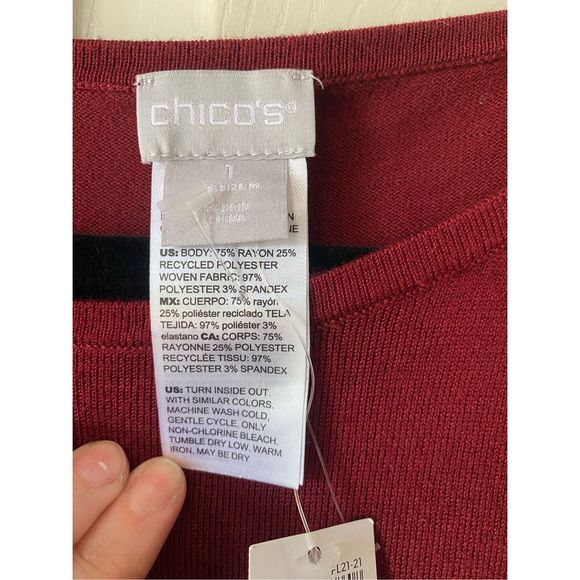 chico's®
1
MADE IN
CHINA
US: BODY: 75% RAYON 25%
RECYCLED POLYESTER
WOVEN FABRIC: 97%
POLYESTER 3% SPANDEX
MX: CUERPO: 75% rayón
25% poliéster reciclado TELA
TEJIDA: 97% poliéster 3%
elastano CA: CORPS: 75%
RAYONNE 25% POLYESTER
RECYCLÉE TISSU: 97%
POLYESTER 3% SPANDEX
US: TURN INSIDE OUT,
WITH SIMILAR COLORS,
MACHINE WASH COLD,
GENTLE CYCLE, ONLY
NON-CHLORINE BLEACH,
TUMBLE DRY LOW, WARM
IRON, MAY BE DRY
FL21-21